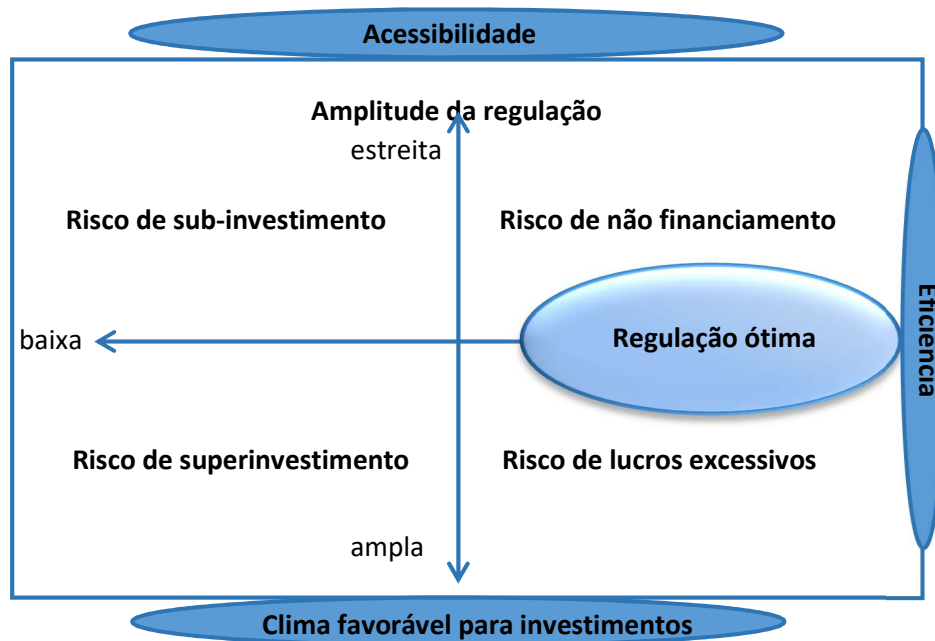 Acessibilidade
Amplitude da regulação
estreita
Risco de sub-investimento
Risco de não financiamento
baixa
Regulação ótima
Eficiencia
Risco de superinvestimento
Risco de lucros excessivos
ampla
Clima favorável para investimentos